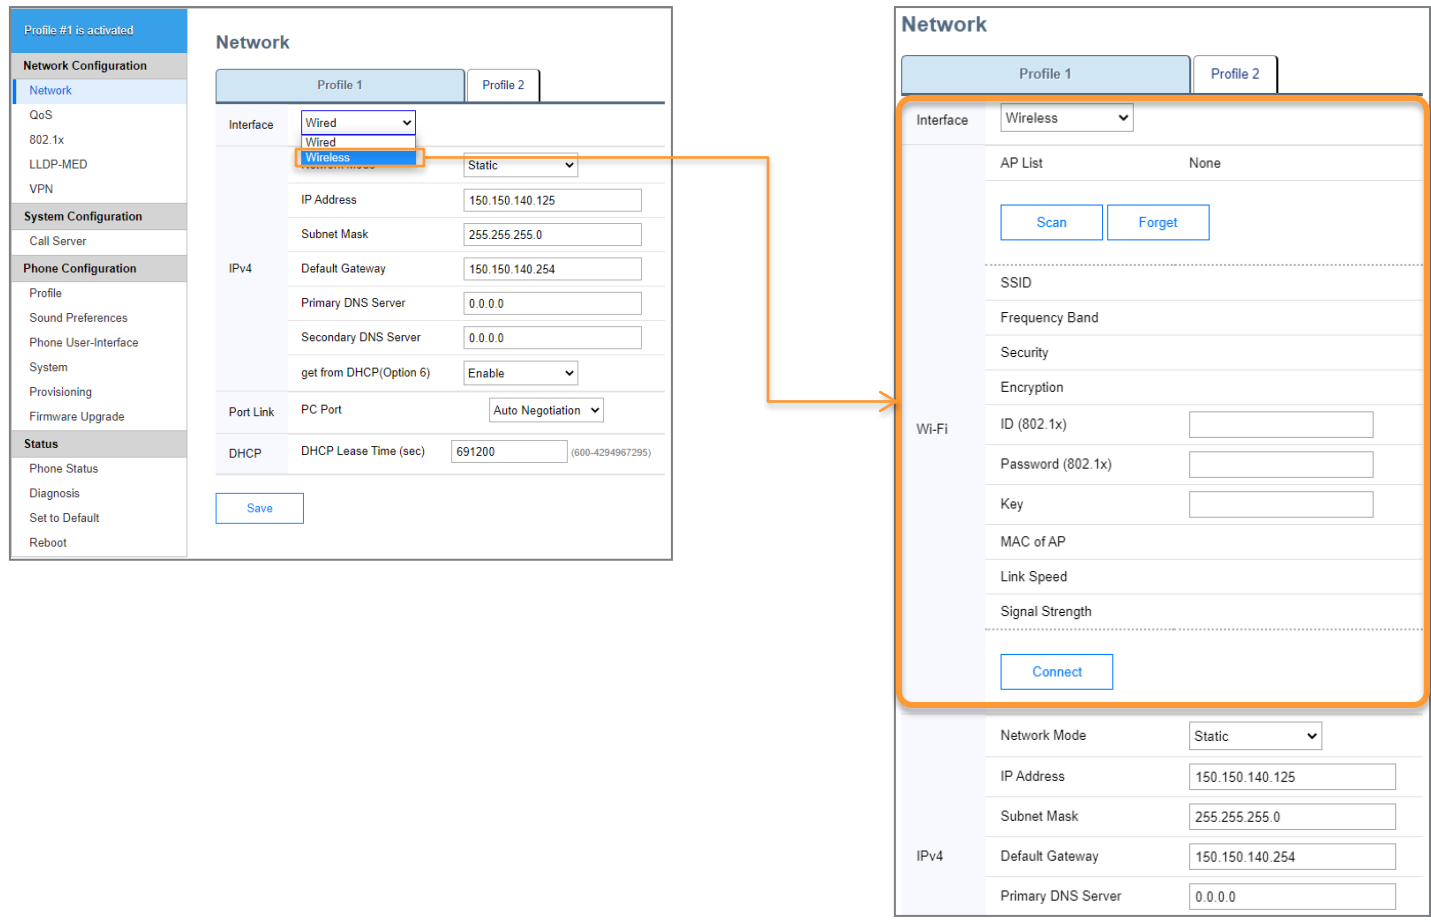 Profile #1 is activated
Network Configuration
Network
QoS
802.1x
LLDP-MED
VPN
System Configuration
Call Server
Phone Configuration
Profile
Sound Preferences
Phone User-Interface
System
Provisioning
Firmware Upgrade
Status
Phone Status
Diagnosis
Set to Default
Reboot
Network
Profile 1
Profile 2
Interface
Wired
Wired
Wireless
Network Mode Static
IP Address 150.150.140.125
Subnet Mask 255.255.255.0
IPv4 Default Gateway 150.150.140.254
Primary DNS Server 0.0.0.0
Secondary DNS Server 0.0.0.0
get from DHCP(Option 6) Enable
Port Link PC Port Auto Negotiation
DHCP DHCP Lease Time (sec) 691200 (600-4294967295)
Save
Network
Profile 1
Profile 2
Interface Wireless
AP List None
Scan Forget
SSID
Frequency Band
Security
Encryption
Wi-Fi ID (802.1x)
Password (802.1x)
Key
MAC of AP
Link Speed
Signal Strength
Connect
Network Mode Static
IP Address 150.150.140.125
Subnet Mask 255.255.255.0
IPv4 Default Gateway 150.150.140.254
Primary DNS Server 0.0.0.0